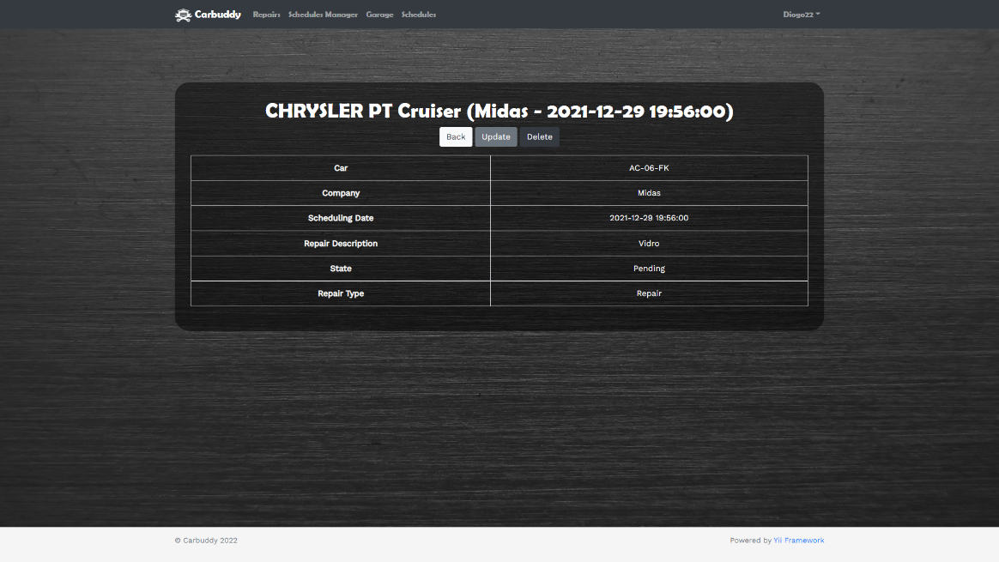 Carbuddy Repairs Schedules Manager Garage Schedules Diogo22
CHRYSLER PT Cruiser (Midas - 2021-12-29 19:56:00)
Back Update Delete
Car AC-06-FK
Company Midas
Scheduling Date 2021-12-29 19:56:00
Repair Description Vidro
State Pending
Repair Type Repair
© Carbuddy 2022 Powered by Yii Framework